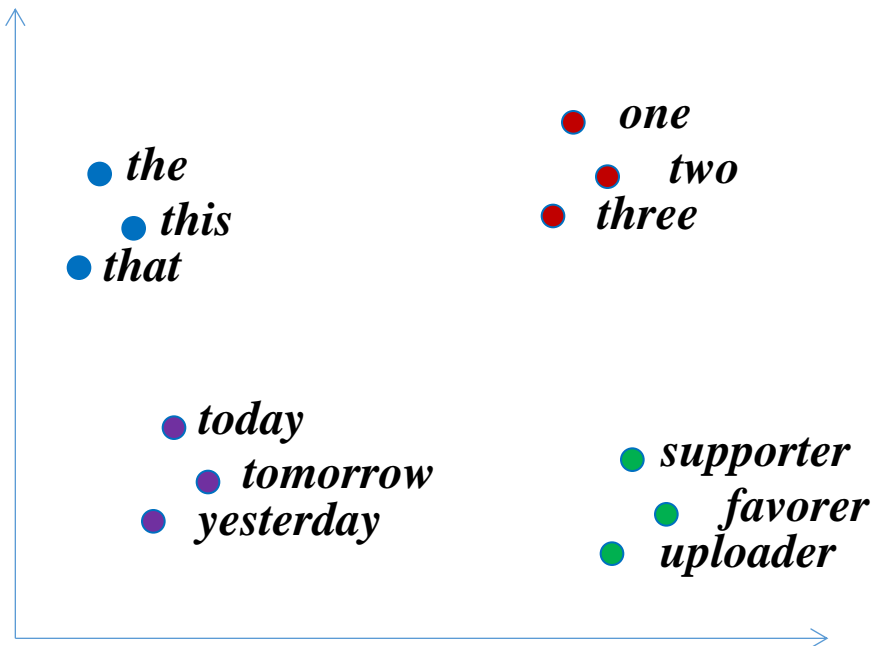 the
this
that
one
two
three
today
tomorrow
yesterday
supporter
favorer
uploader